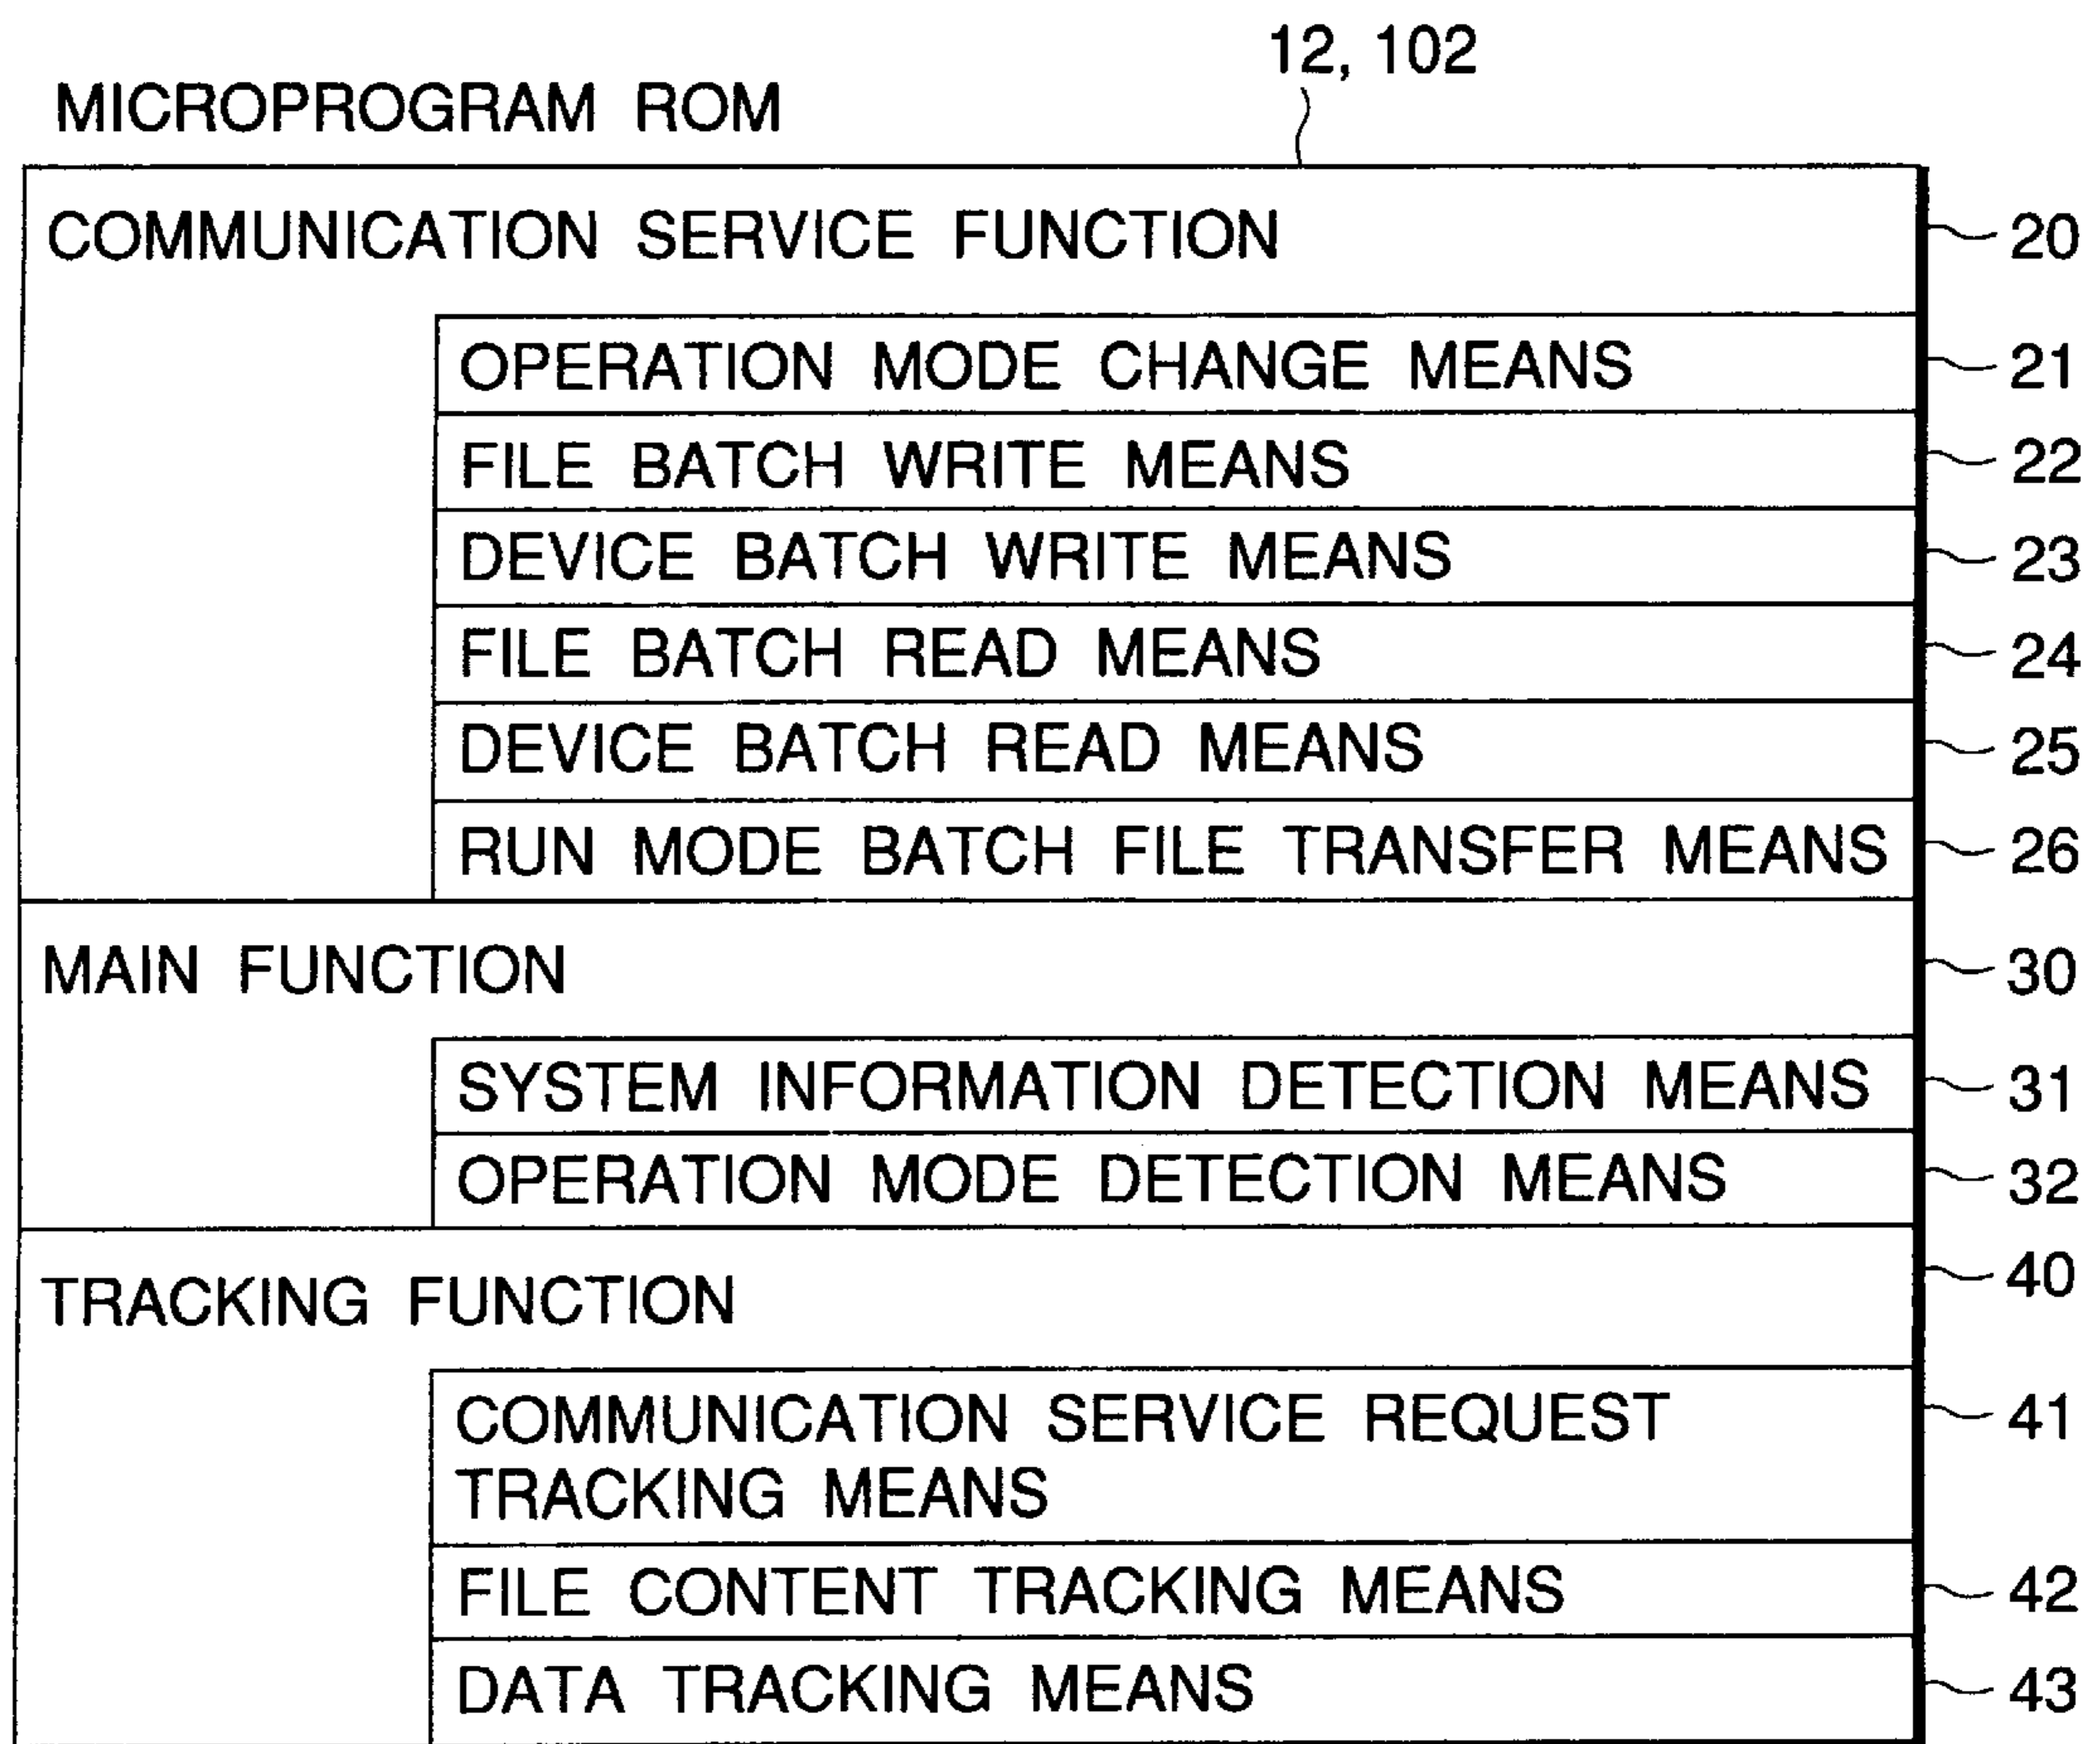 12, 102
MICROPROGRAM ROM
COMMUNICATION SERVICE FUNCTION 20
OPERATION MODE CHANGE MEANS 21
FILE BATCH WRITE MEANS 22
DEVICE BATCH WRITE MEANS 23
FILE BATCH READ MEANS 24
DEVICE BATCH READ MEANS 25
RUN MODE BATCH FILE TRANSFER MEANS 26
MAIN FUNCTION 30
SYSTEM INFORMATION DETECTION MEANS 31
OPERATION MODE DETECTION MEANS 32
TRACKING FUNCTION 40
COMMUNICATION SERVICE REQUEST 41
TRACKING MEANS
FILE CONTENT TRACKING MEANS 42
DATA TRACKING MEANS 43